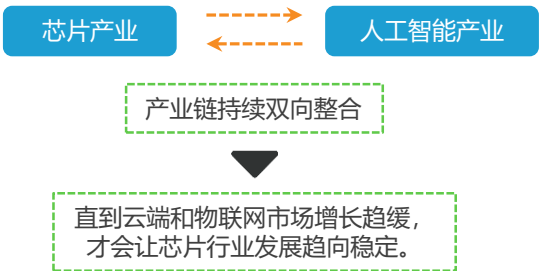 芯片产业
人工智能产业
产业链持续双向整合
直到云端和物联网市场增长趋缓，
才会让芯片行业发展趋向稳定。